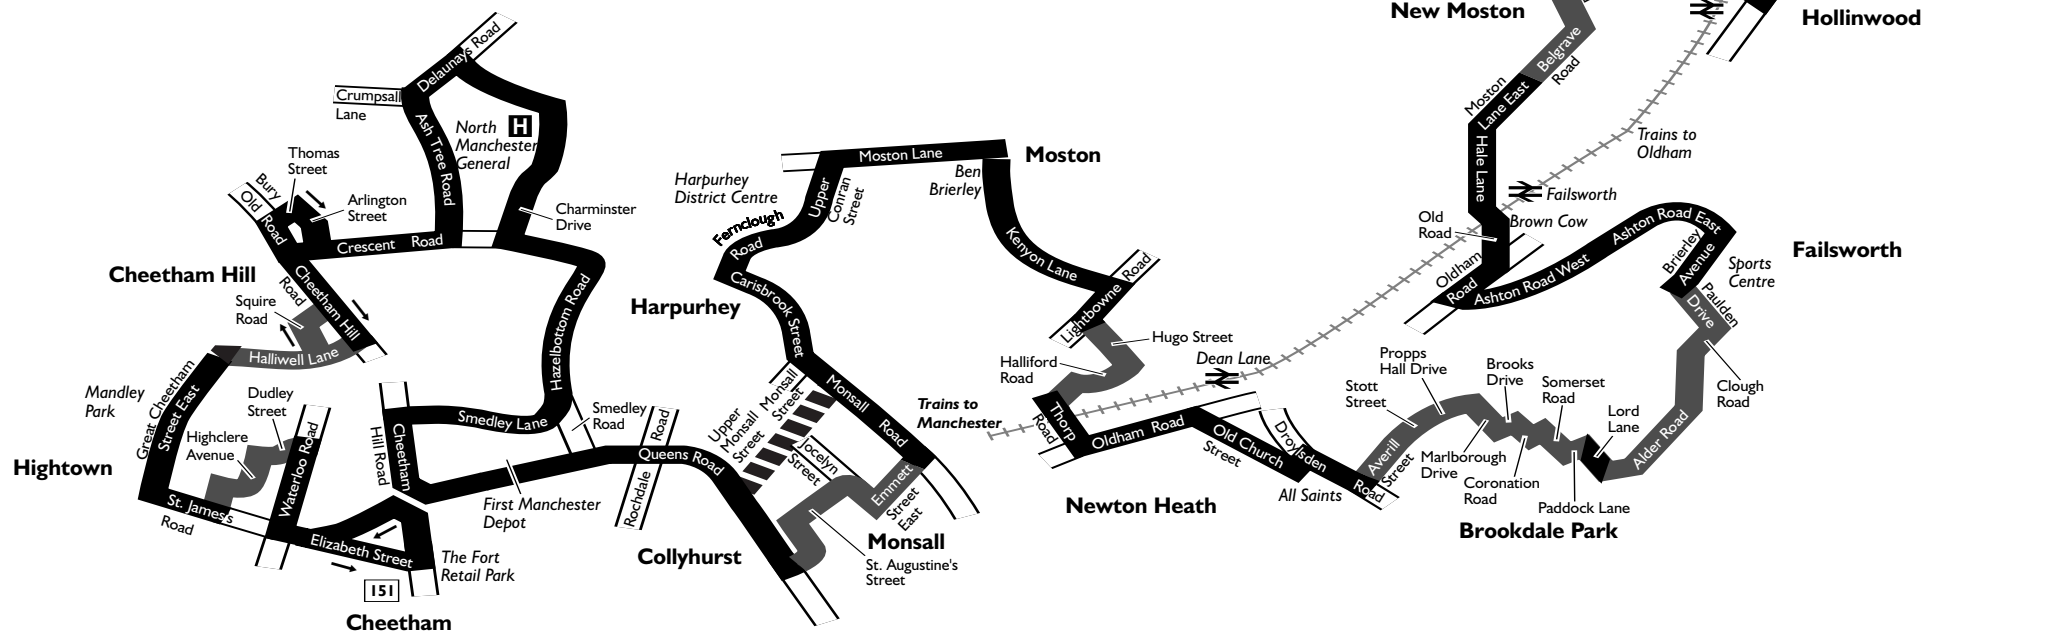 New Moston
Hollinwood
Delaunays Road
Belgrave
Road
Crumpsall
Lane
Moston
Lane East
Ash Tree Road
North
Manchester
General
H
Trains to
Oldham
Hale Lane
Thomas
Street
Moston Lane
Moston
Harpurhey
District Centre
Ben
Brierley
Bury
Old
Road
Arlington
Street
Upper
Conran
Street
Failsworth
Charminster
Drive
Ferndough
Road
Old
Road
Brown Cow
Ashton Road East
Crescent Road
Kenyon Lane
Brierley
Avenue
Failsworth
Cheetham Hill
Cheetham Hill
Road
Road
Oldham
Road
Ashton Road West
Sports
Centre
Squire
Road
Hazelbottom Road
Harpurhey
Carisbrook Street
Lightbowne
Paulden
Drive
Halliwell Lane
Hugo Street
Halliford
Road
Dean Lane
Propps
Hall Drive
Brooks
Drive
Mandley
Park
Great Cheetham
Street East
Dudley
Street
Stott
Street
Somerset
Road
Clough
Road
Smedley Lane
Smedley
Road
Upper
Monsall
Street
Monsall
Street
Monsall
Road
Trains to
Manchester
Thorp
Road
Oldham Road
Old Church
Street
Droylsden
Road
Lord
Lane
Highclere
Avenue
Waterloo Road
Cheetham
Hill Road
Rochdale
Road
Queens Road
Jocelyn
Street
Averill
Street
Marlborough
Drive
Coronation
Road
Alder Road
Hightown
St. James's
Road
First Manchester
Depot
Emmett
Street
East
Newton Heath
All Saints
Paddock Lane
Brookdale Park
Elizabeth Street
The Fort
Retail Park
Collyhurst
Monsall
St. Augustine's
Street
151
Cheetham